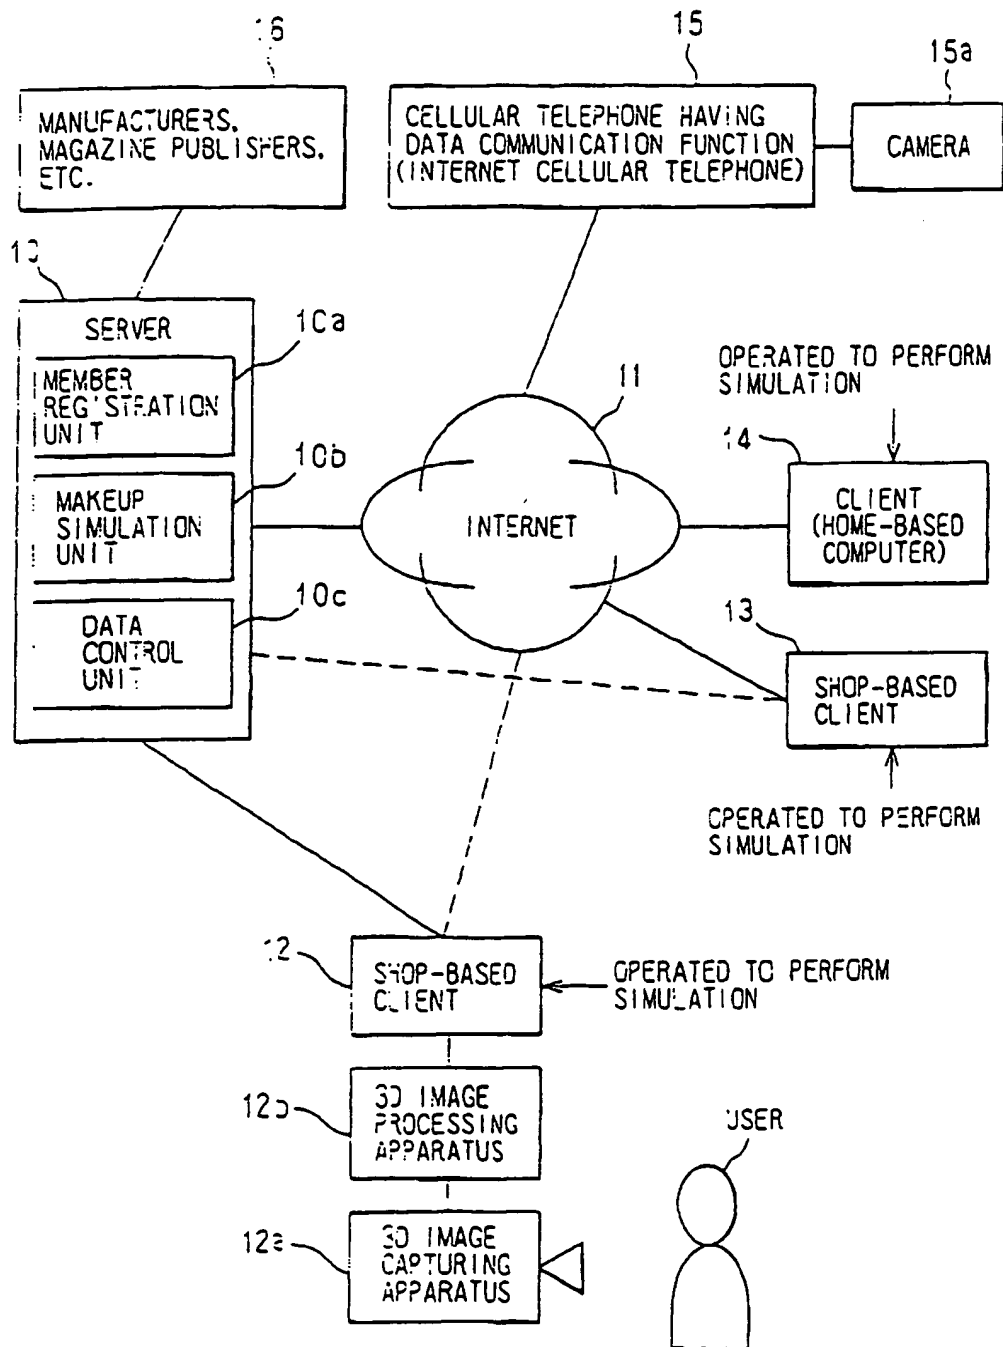 16
MANUFACTURERS,
MAGAZINE PUBLISHERS,
ETC.
15
CELLULAR TELEPHONE HAVING
DATA COMMUNICATION FUNCTION
(INTERNET CELLULAR TELEPHONE)
15a
CAMERA
10
SERVER
10a
MEMBER
REGISTRATION
UNIT
10b
MAKEUP
SIMULATION
UNIT
10c
DATA
CONTROL
UNIT
11
INTERNET
OPERATED TO PERFORM
SIMULATION
14
CLIENT
(HOME-BASED
COMPUTER)
13
SHOP-BASED
CLIENT
OPERATED TO PERFORM
SIMULATION
12
SHOP-BASED
CLIENT
OPERATED TO PERFORM
SIMULATION
12b
3D IMAGE
PROCESSING
APPARATUS
12a
3D IMAGE
CAPTURING
APPARATUS
USER